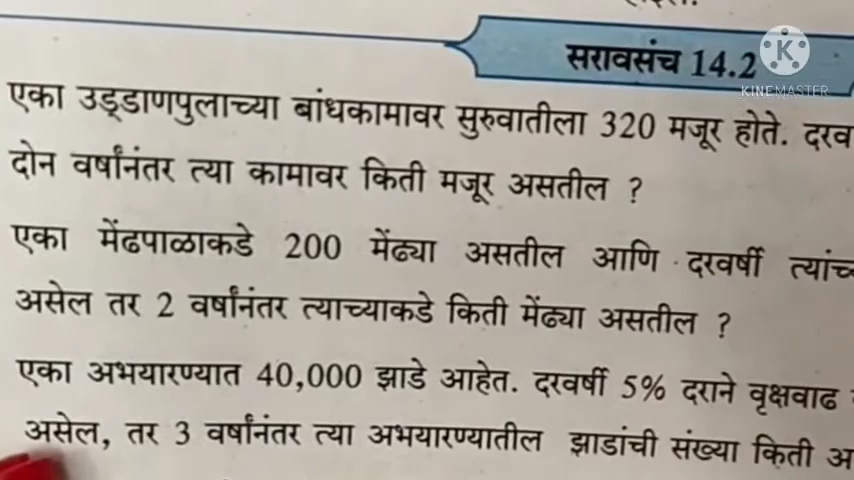 सरावसंच 14.2
KINEMASTER
एका उड्डाणपुलाच्या बांधकामावर सुरुवातीला 320 मजूर होते.
दोन वर्षांनंतर त्या कामावर किती मजूर असतील ?
एका मेंढपाळाकडे 200 मेंढ्या असतील आणि दरवर्षी
असेल तर 2 वर्षांनंतर त्याच्याकडे किती मेंढ्या असतील ?
एका अभयारण्यात 40,000 झाडे आहेत. दरवर्षी 5% दराने वृक्षवाढ
असेल, तर 3 वर्षांनंतर त्या अभयारण्यातील झाडांची संख्या किती